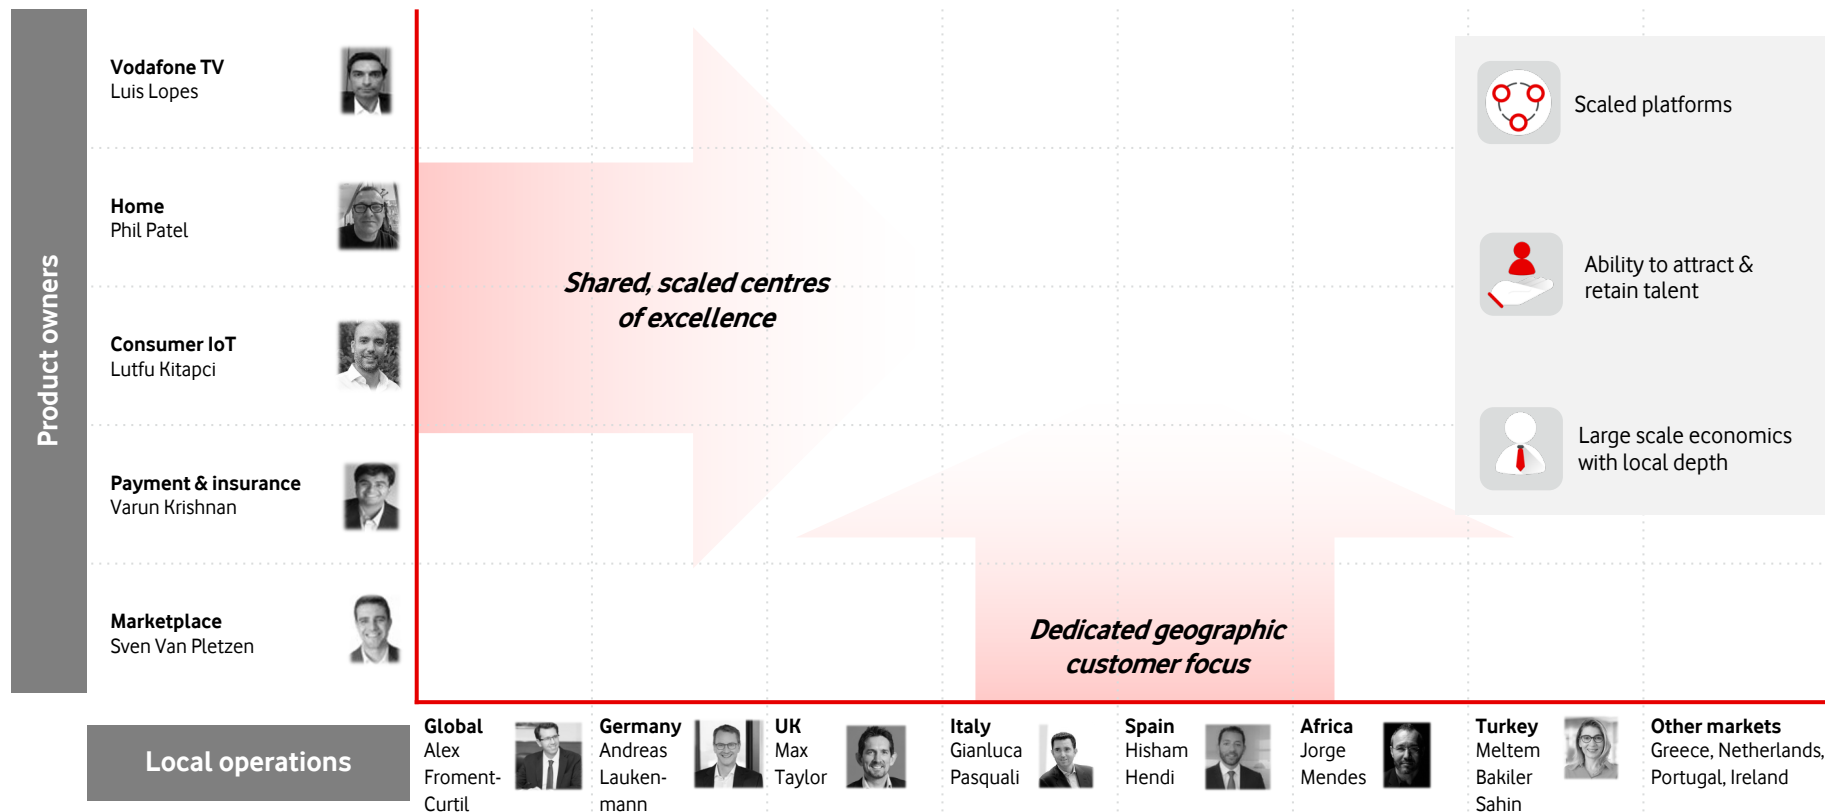 Product owners
Vodafone TV
Luis Lopes
Home
Phil Patel
Consumer IoT
Lutfu Kitapci
Payment & insurance
Varun Krishnan
Marketplace
Sven Van Pletzen
Shared, scaled centres
of excellence
Dedicated geographic
customer focus
Scaled platforms
Ability to attract &
retain talent
Large scale economics
with local depth
Local operations
Global
Alex
Froment-
Curtil
Germany
Andreas
Lauken-
mann
UK
Max
Taylor
Italy
Gianluca
Pasquali
Spain
Hisham
Hendi
Africa
Jorge
Mendes
Turkey
Meltem
Bakiler
Sahin
Other markets
Greece, Netherlands,
Portugal, Ireland